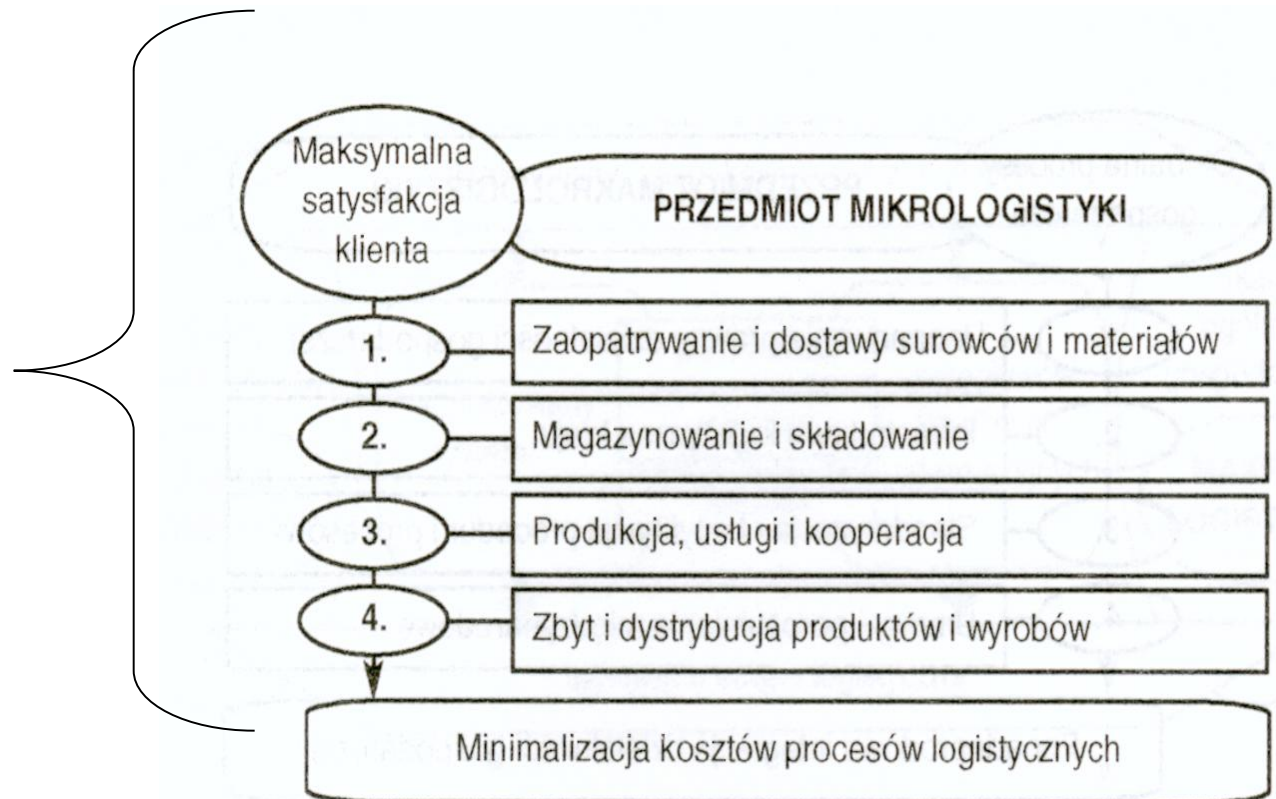 Maksymalna
satysfakcja
klienta
PRZEDMIOT MIKROLOGISTYKI
1.
Zaopatrywanie i dostawy surowców i materiałów
2.
Magazynowanie i składowanie
3.
Produkcja, usługi i kooperacja
4.
Zbyt i dystrybucja produktów i wyrobów
Minimalizacja kosztów procesów logistycznych